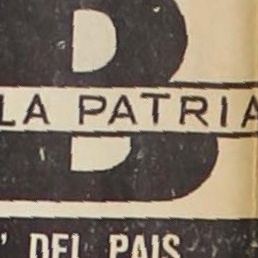 B
LA PATRIA
' DEL PAIS